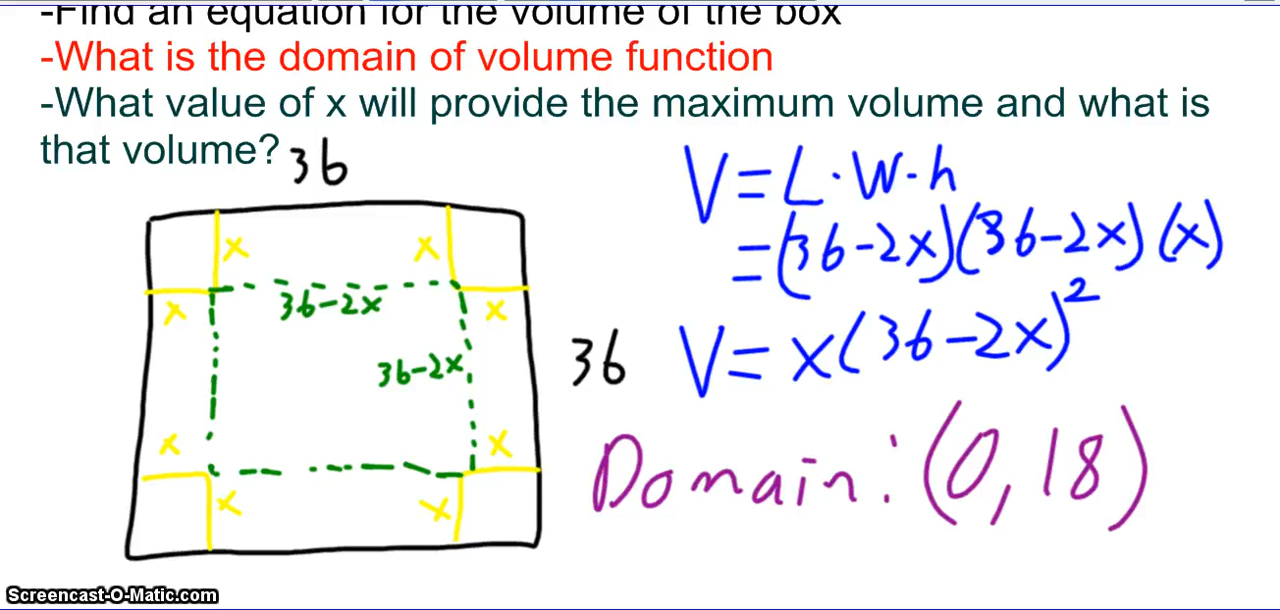 -Find an equation for the volume of the box
-What is the domain of volume function
-What value of x will provide the maximum volume and what is
that volume?
36
V = L · W · h
= (36-2x)(36-2x)(x)
V = x(36-2x)²
Domain: (0, 18)
x x
x 36-2x x
36-2x
36
x x
x x
Screencast-O-Matic.com